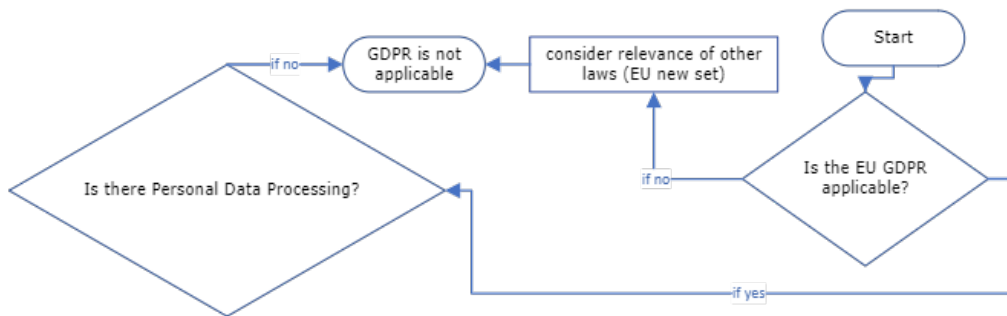 Start
Is the EU GDPR
applicable?
if no
consider relevance of other
laws (EU new set)
GDPR is not
applicable
if yes
Is there Personal Data Processing?
if no